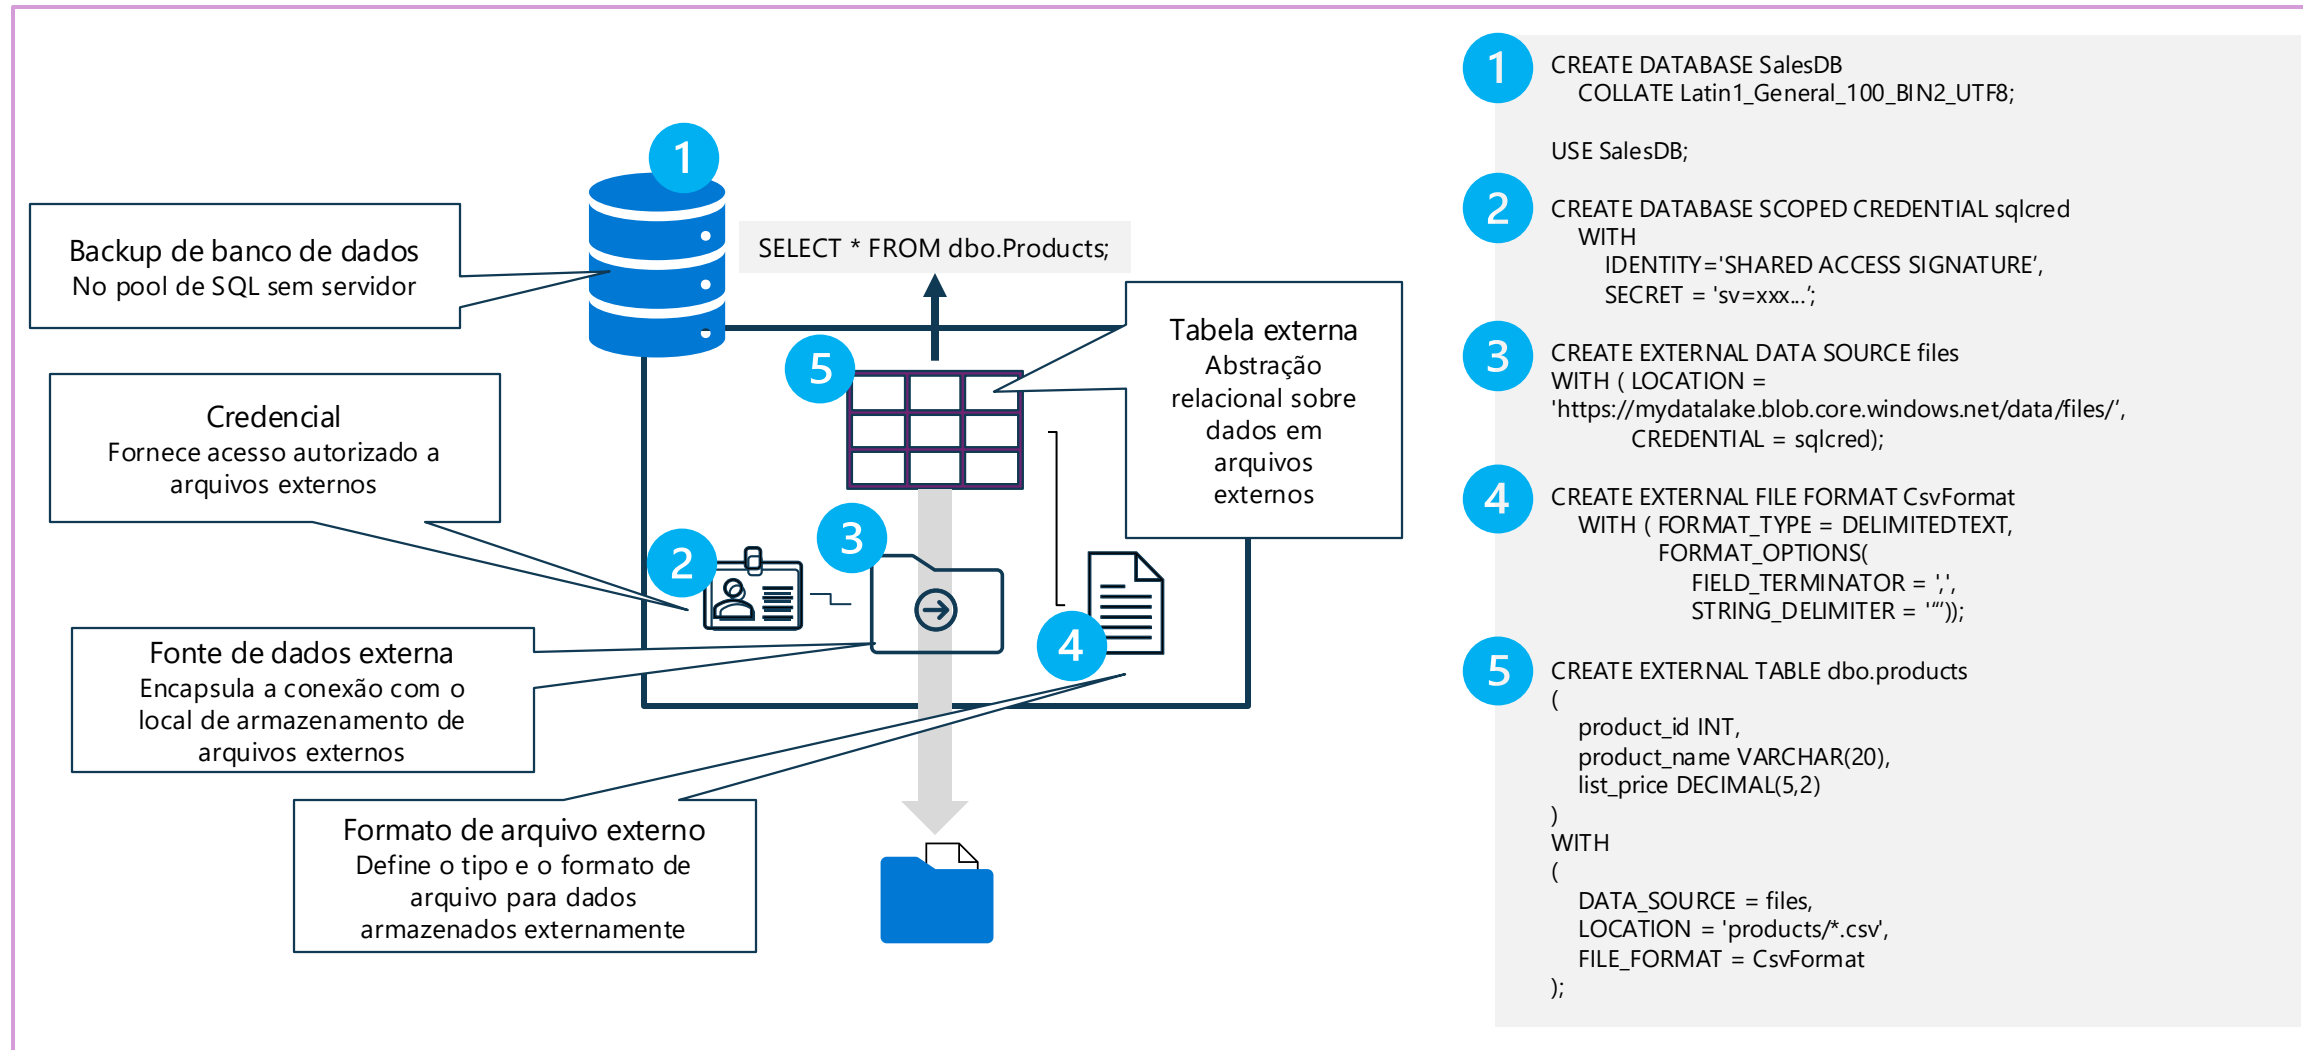 1
SELECT * FROM dbo.Products;
Backup de banco de dados
No pool de SQL sem servidor
Tabela externa
Abstração
relacional sobre
dados em
arquivos
externos
5
Credencial
Fornece acesso autorizado a
arquivos externos
2
3
4
Fonte de dados externa
Encapsula a conexão com o
local de armazenamento de
arquivos externos
Formato de arquivo externo
Define o tipo e o formato de
arquivo para dados
armazenados externamente
1
CREATE DATABASE SalesDB
COLLATE Latin1_General_100_BIN2_UTF8;
USE SalesDB;
2
CREATE DATABASE SCOPED CREDENTIAL sqlcred
WITH
IDENTITY='SHARED ACCESS SIGNATURE’,
SECRET = 'sv=xxx...’;
3
CREATE EXTERNAL DATA SOURCE files
WITH ( LOCATION =
'https://mydatalake.blob.core.windows.net/data/files/’,
CREDENTIAL = sqlcred);
4
CREATE EXTERNAL FILE FORMAT CsvFormat
WITH ( FORMAT_TYPE = DELIMITEDTEXT,
FORMAT_OPTIONS(
FIELD_TERMINATOR = ',',
STRING_DELIMITER = '“’));
5
CREATE EXTERNAL TABLE dbo.products
(
product_id INT,
product_name VARCHAR(20),
list_price DECIMAL(5,2)
)
WITH
(
DATA_SOURCE = files,
LOCATION = 'products/*.csv',
FILE_FORMAT = CsvFormat
);